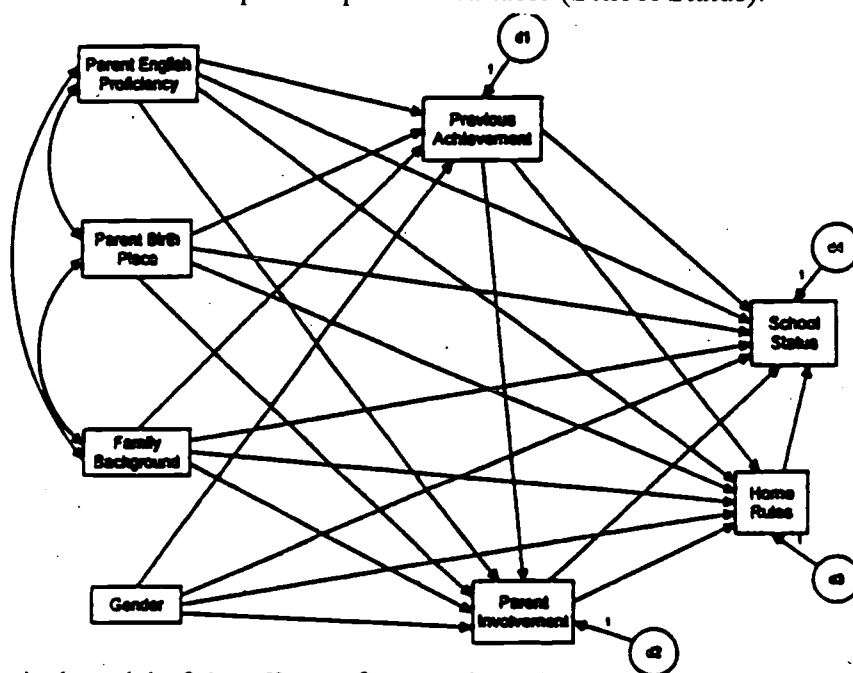 d1
Parent English
Proficiency
1
Previous
Achievement
Parent Birth
Place
d4
1
School
Status
Family
Background
Home
Rules
1
Gender
Parent
Involvement
1
d3
d2